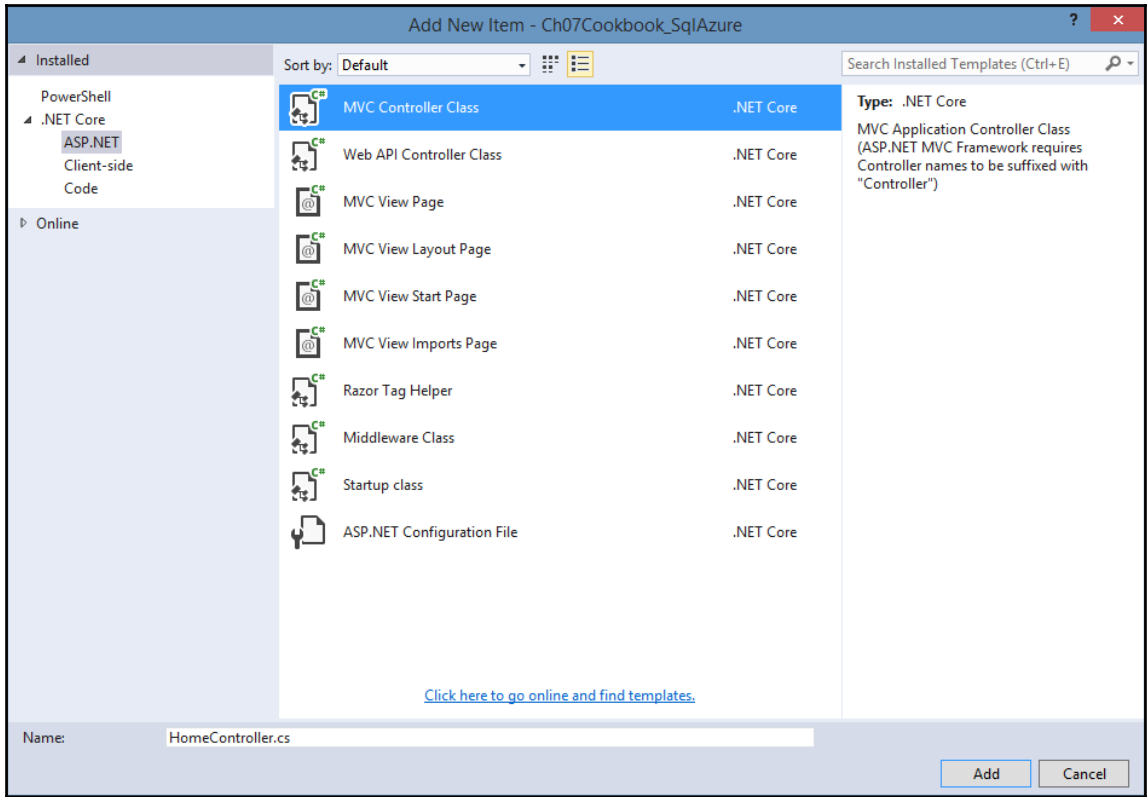 Add New Item - Ch07Cookbook_SqlAzure
?
×
Installed
PowerShell
.NET Core
ASP.NET
Client-side
Code
Online
Sort by: Default
Search Installed Templates (Ctrl+E)
C# MVC Controller Class .NET Core
C# Web API Controller Class .NET Core
C# @ MVC View Page .NET Core
C# @ MVC View Layout Page .NET Core
C# @ MVC View Start Page .NET Core
C# @ MVC View Imports Page .NET Core
C# Razor Tag Helper .NET Core
C# Middleware Class .NET Core
C# Startup class .NET Core
ASP.NET Configuration File .NET Core
Click here to go online and find templates.
Type: .NET Core
MVC Application Controller Class
(ASP.NET MVC Framework requires
Controller names to be suffixed with
"Controller")
Name: HomeController.cs
Add
Cancel